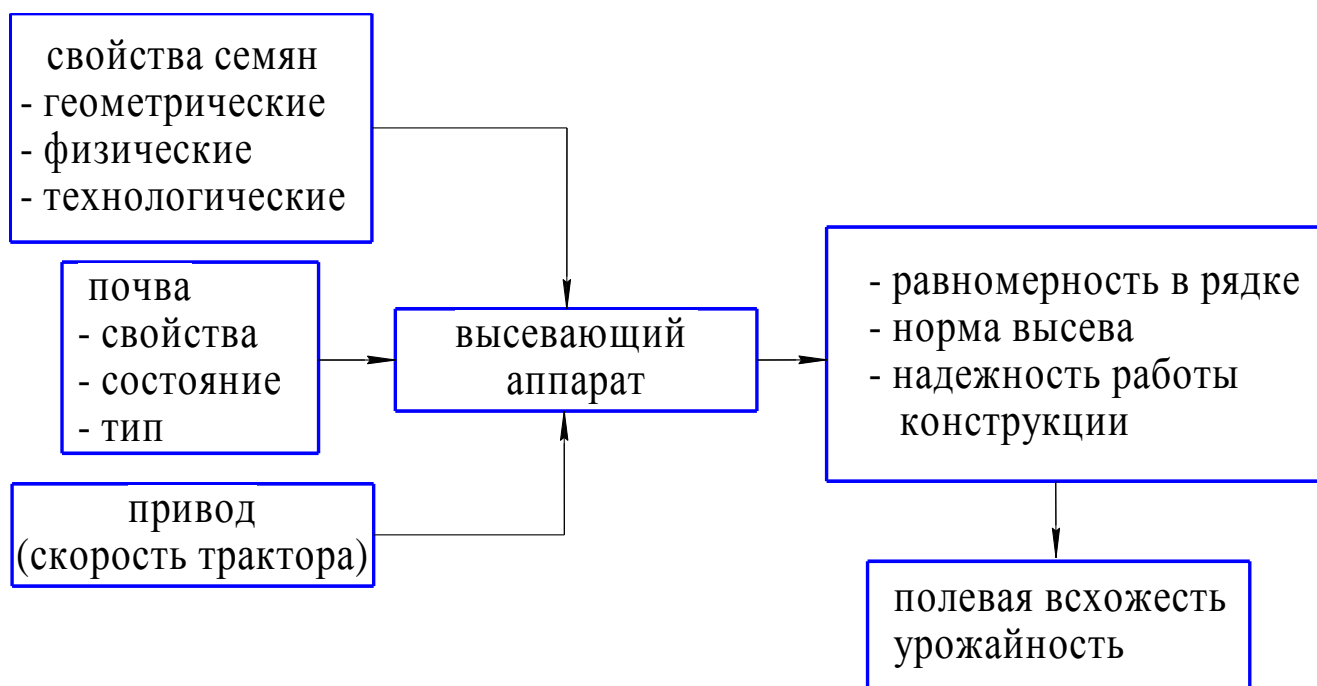 свойства семян
- геометрические
- физические
- технологические
почва
- свойства
- состояние
- тип
привод
(скорость трактора)
высевающий
аппарат
- равномерность в рядке
- норма высева
- надежность работы
конструкции
полевая всхожесть
урожайность